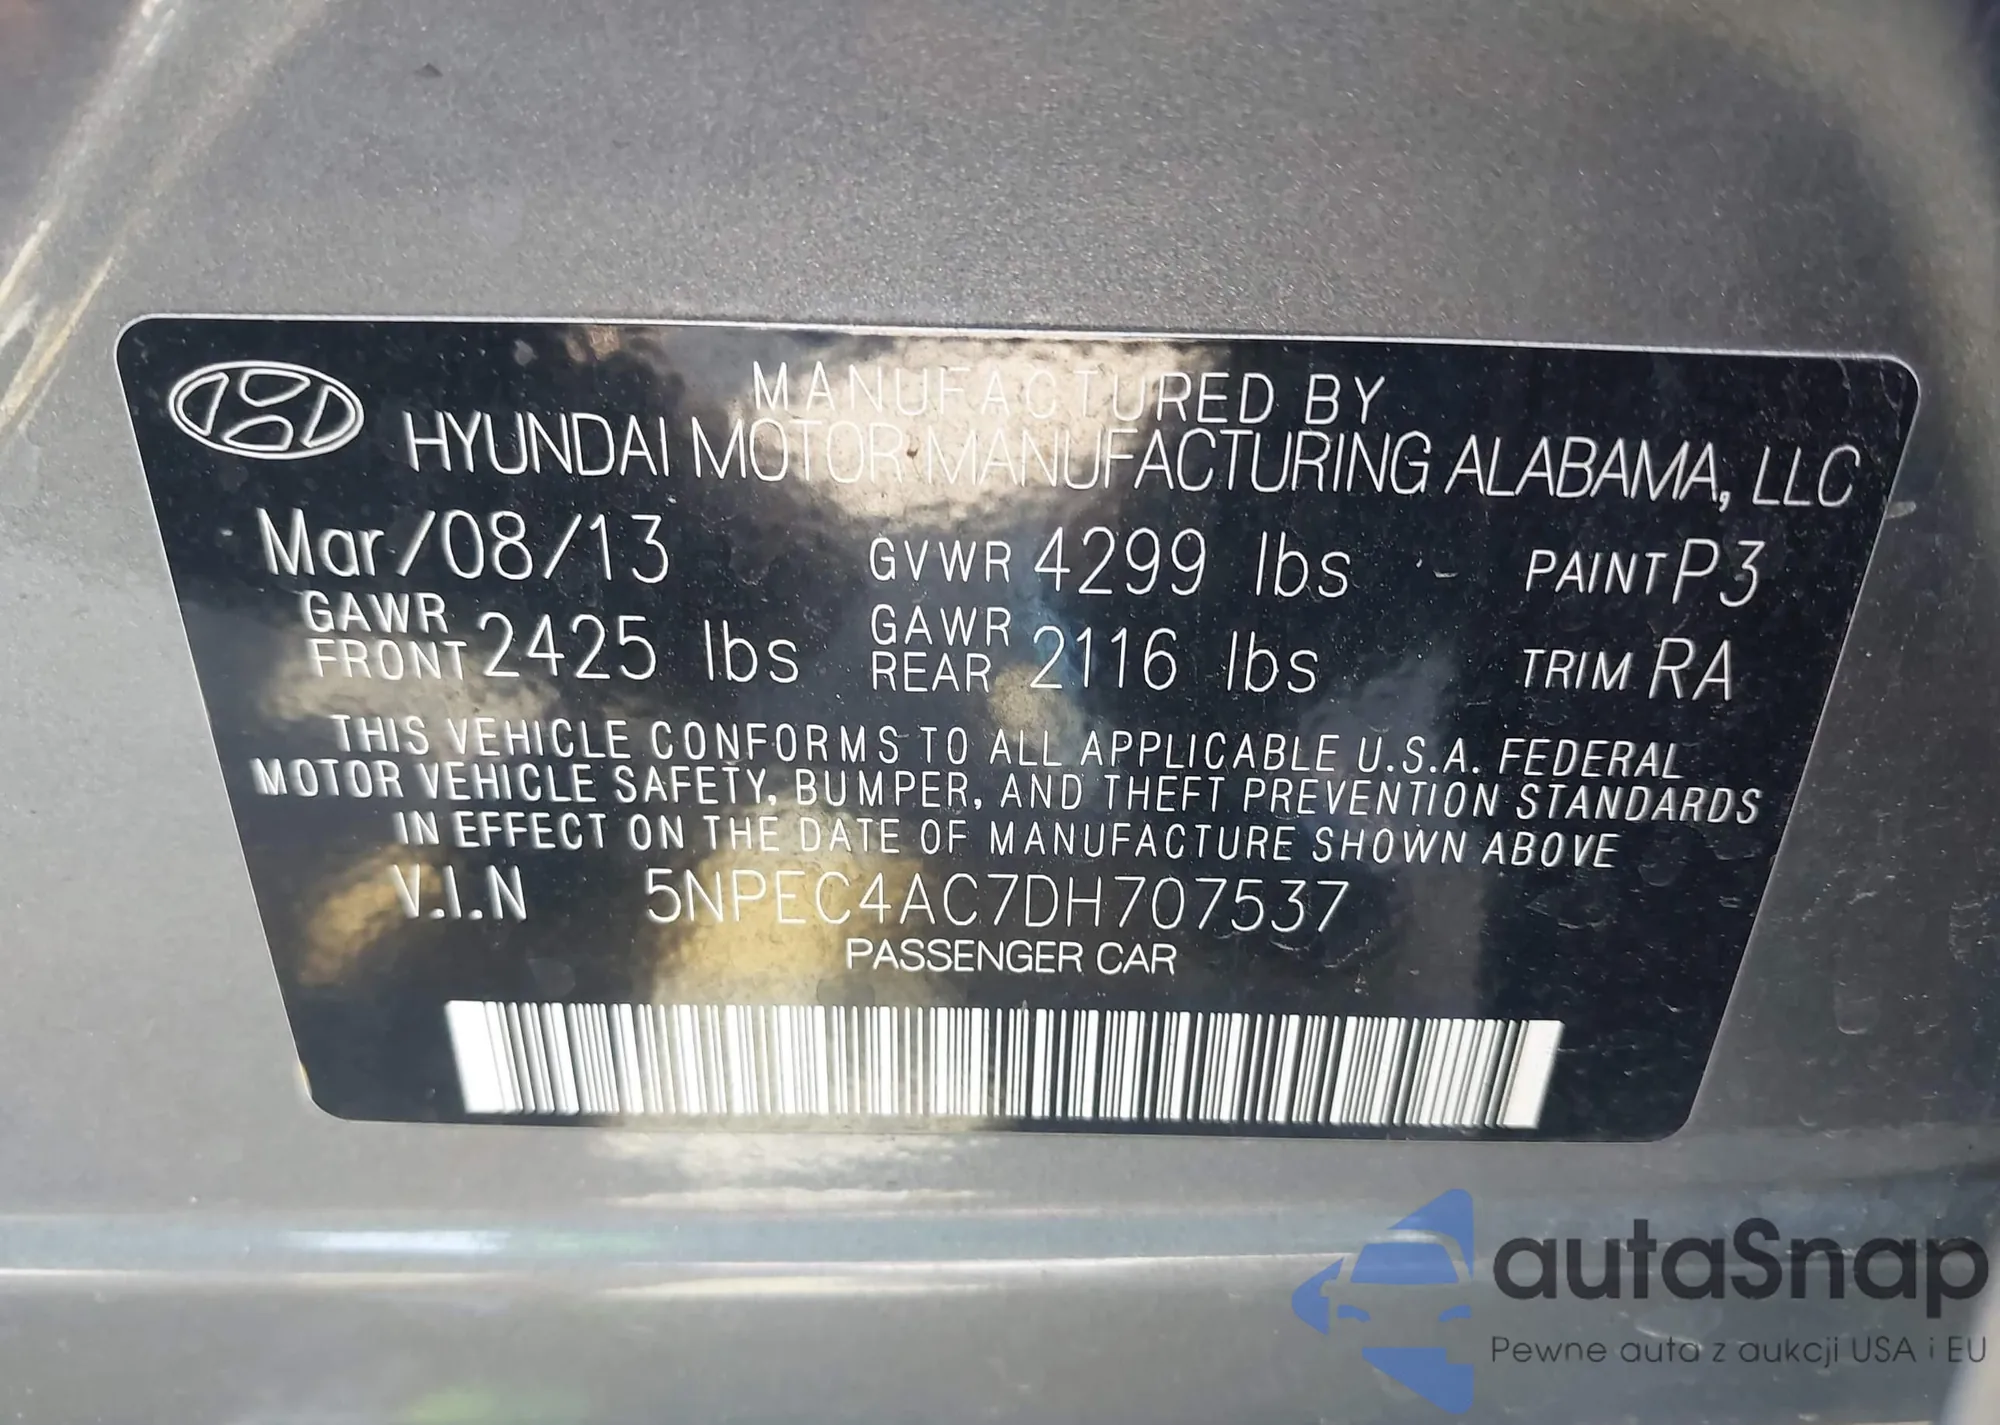 MANUFACTURED BY
HYUNDAI MOTOR MANUFACTURING ALABAMA, LLC
Mar/08/13 GVWR 4299 lbs PAINT P3
GAWR FRONT 2425 lbs GAWR REAR 2116 lbs TRIM RA
THIS VEHICLE CONFORMS TO ALL APPLICABLE U.S.A. FEDERAL
MOTOR VEHICLE SAFETY, BUMPER, AND THEFT PREVENTION STANDARDS
IN EFFECT ON THE DATE OF MANUFACTURE SHOWN ABOVE
V.I.N 5NPEC4AC7DH707537
PASSENGER CAR
autaSnap
Pewne auta z aukcji USA i EU